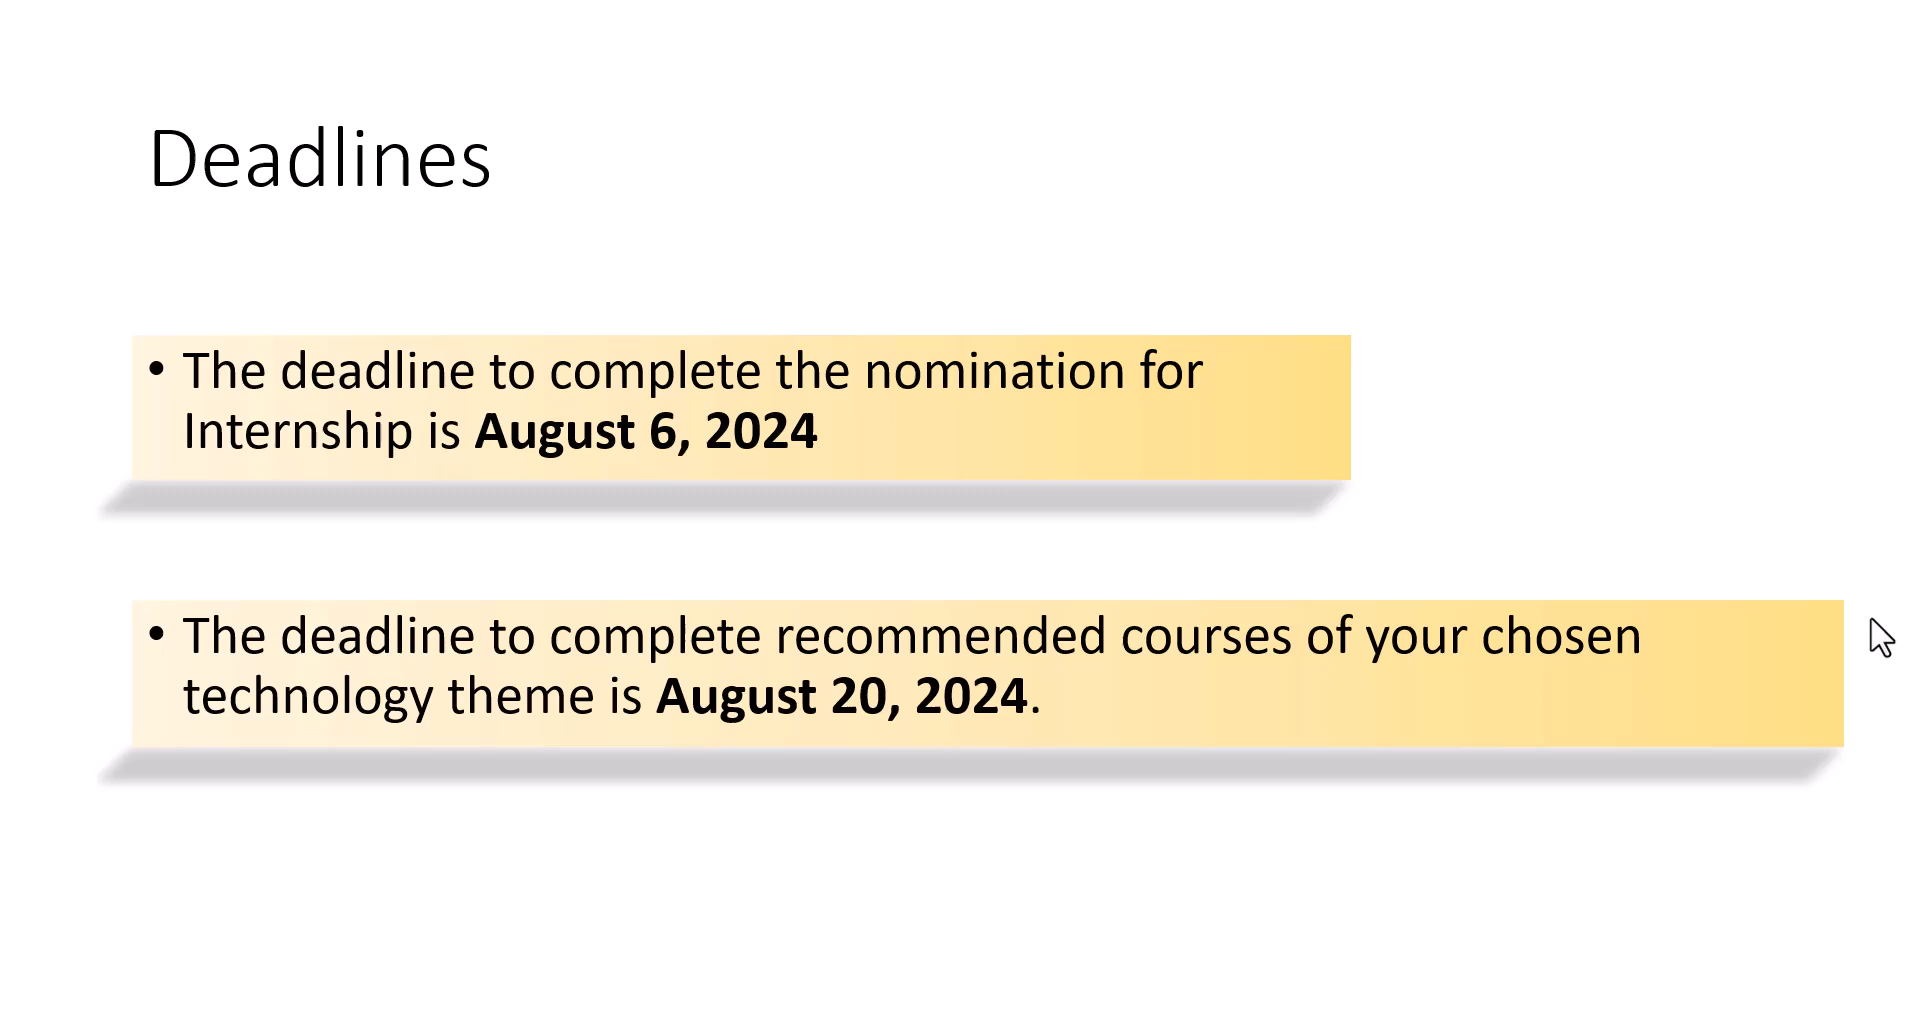 Deadlines
• The deadline to complete the nomination for
Internship is August 6, 2024
• The deadline to complete recommended courses of your chosen
technology theme is August 20, 2024.